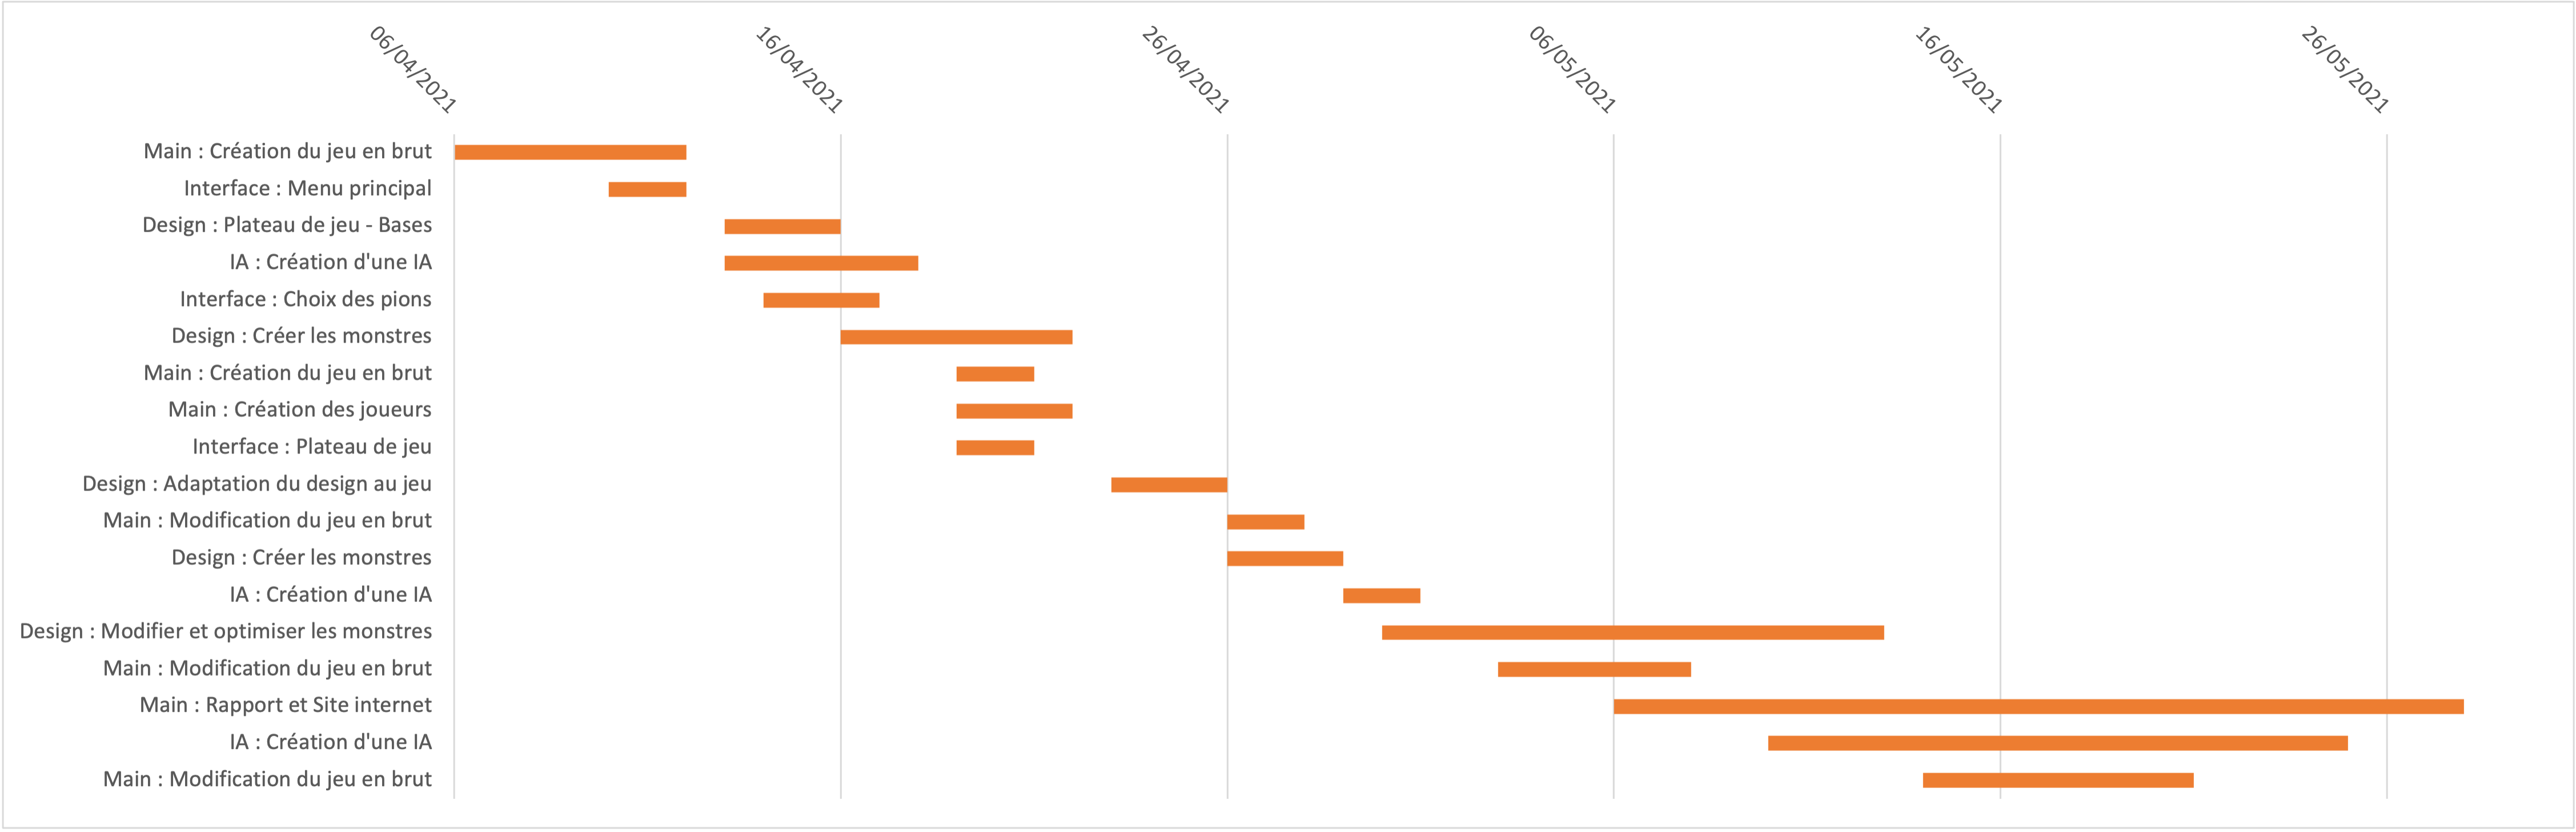 06/04/2021
16/04/2021
26/04/2021
06/05/2021
16/05/2021
26/05/2021
Main : Création du jeu en brut
Interface : Menu principal
Design : Plateau de jeu - Bases
IA : Création d'une IA
Interface : Choix des pions
Design : Créer les monstres
Main : Création du jeu en brut
Main : Création des joueurs
Interface : Plateau de jeu
Design : Adaptation du design au jeu
Main : Modification du jeu en brut
Design : Créer les monstres
IA : Création d'une IA
Design : Modifier et optimiser les monstres
Main : Modification du jeu en brut
Main : Rapport et Site internet
IA : Création d'une IA
Main : Modification du jeu en brut